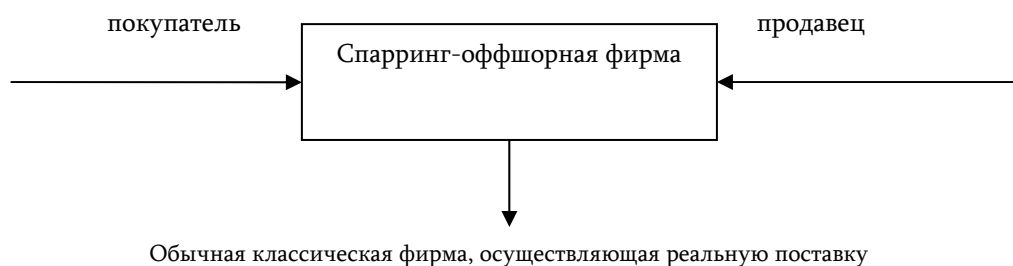 покупатель
продавец
Спарринг-оффшорная фирма
Обычная классическая фирма, осуществляющая реальную поставку